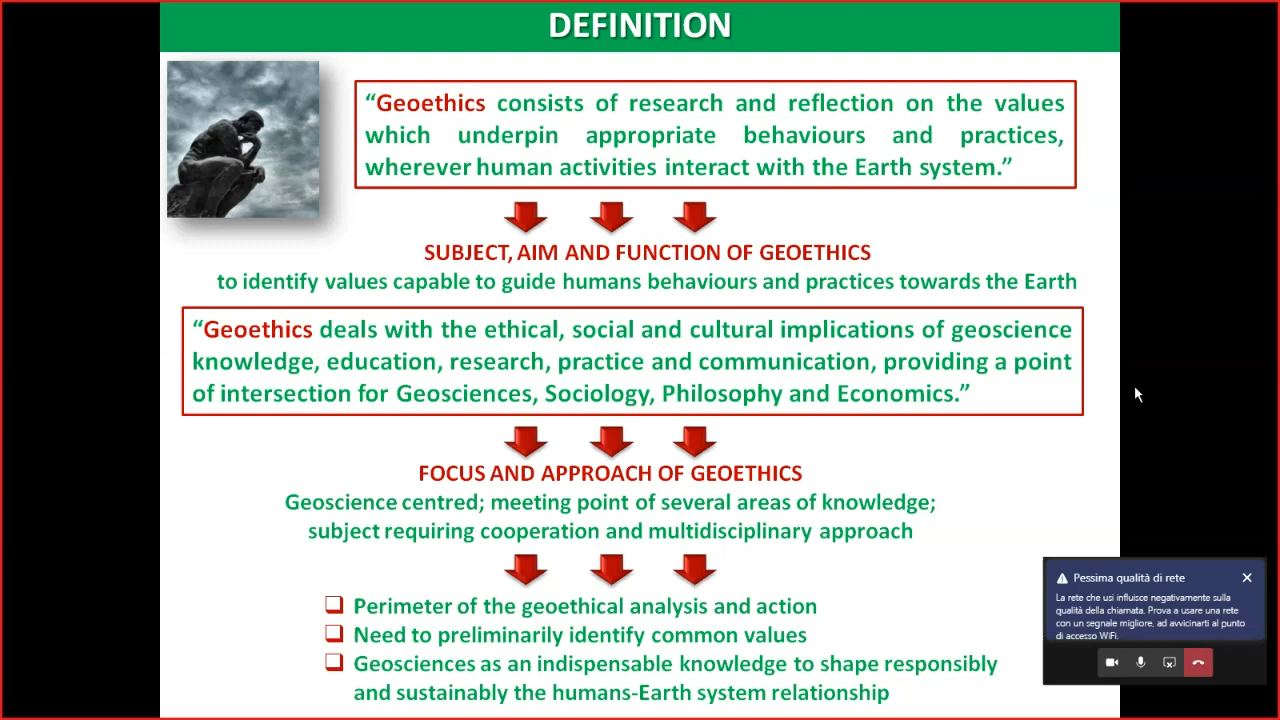 DEFINITION
“Geoethics consists of research and reflection on the values
which underpin appropriate behaviours and practices,
wherever human activities interact with the Earth system.”
SUBJECT, AIM AND FUNCTION OF GEOETHICS
to identify values capable to guide humans behaviours and practices towards the Earth
“Geoethics deals with the ethical, social and cultural implications of geoscience
knowledge, education, research, practice and communication, providing a point
of intersection for Geosciences, Sociology, Philosophy and Economics.”
FOCUS AND APPROACH OF GEOETHICS
Geoscience centred; meeting point of several areas of knowledge;
subject requiring cooperation and multidisciplinary approach
Perimeter of the geoethical analysis and action
Need to preliminarily identify common values
Geosciences as an indispensable knowledge to shape responsibly
and sustainably the humans-Earth system relationship
Pessima qualità di rete
La rete che usi influisce negativamente sulla
qualità della chiamata. Prova a usare una rete
con un segnale migliore, ad avvicinarti al punto
di accesso WiFi.